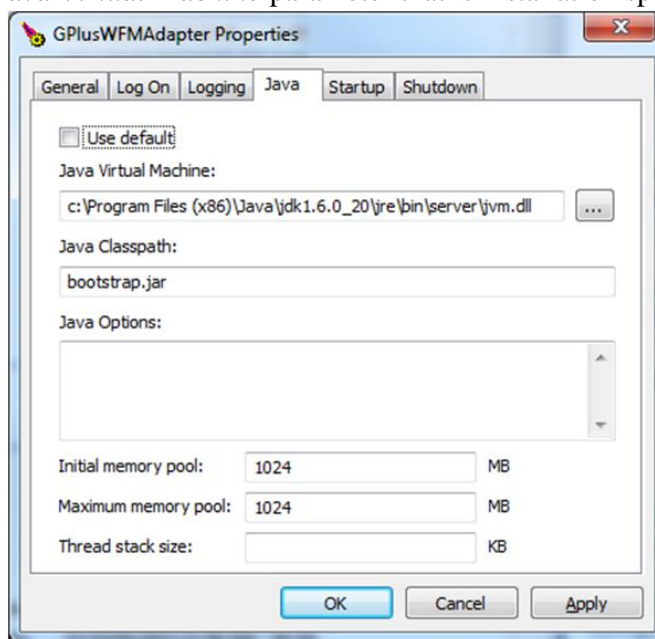 GPlusWFMAdapter Properties
General Log On Logging Java Startup Shutdown
Use default
Java Virtual Machine:
c:\Program Files (x86)\Java\jdk1.6.0_20\jre\bin\server\jvm.dll ...
Java Classpath:
bootstrap.jar
Java Options:
Initial memory pool: 1024 MB
Maximum memory pool: 1024 MB
Thread stack size: KB
OK Cancel Apply